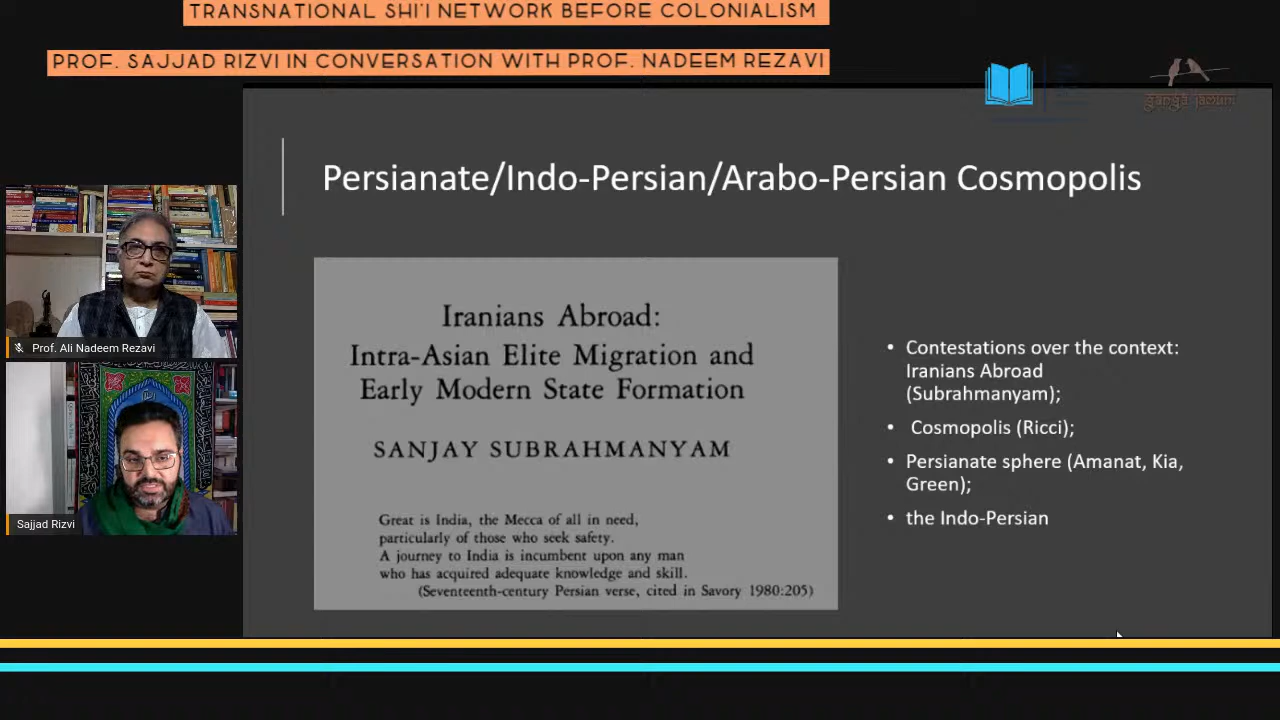 TRANSNATIONAL SHI'I NETWORK BEFORE COLONIALISM
PROF. SAJJAD RIZVI IN CONVERSATION WITH PROF. NADEEM REZAVI
ganga jamuni
Persianate/Indo-Persian/Arabo-Persian Cosmopolis
Iranians Abroad:
Intra-Asian Elite Migration and
Early Modern State Formation
SANJAY SUBRAHMANYAM
Great is India, the Mecca of all in need,
particularly of those who seek safety.
A journey to India is incumbent upon any man
who has acquired adequate knowledge and skill.
(Seventeenth-century Persian verse, cited in Savory 1980:205)
• Contestations over the context:
Iranians Abroad
(Subrahmanyam);
• Cosmopolis (Ricci);
• Persianate sphere (Amanat, Kia,
Green);
• the Indo-Persian
Prof. Ali Nadeem Rezavi
Sajjad Rizvi